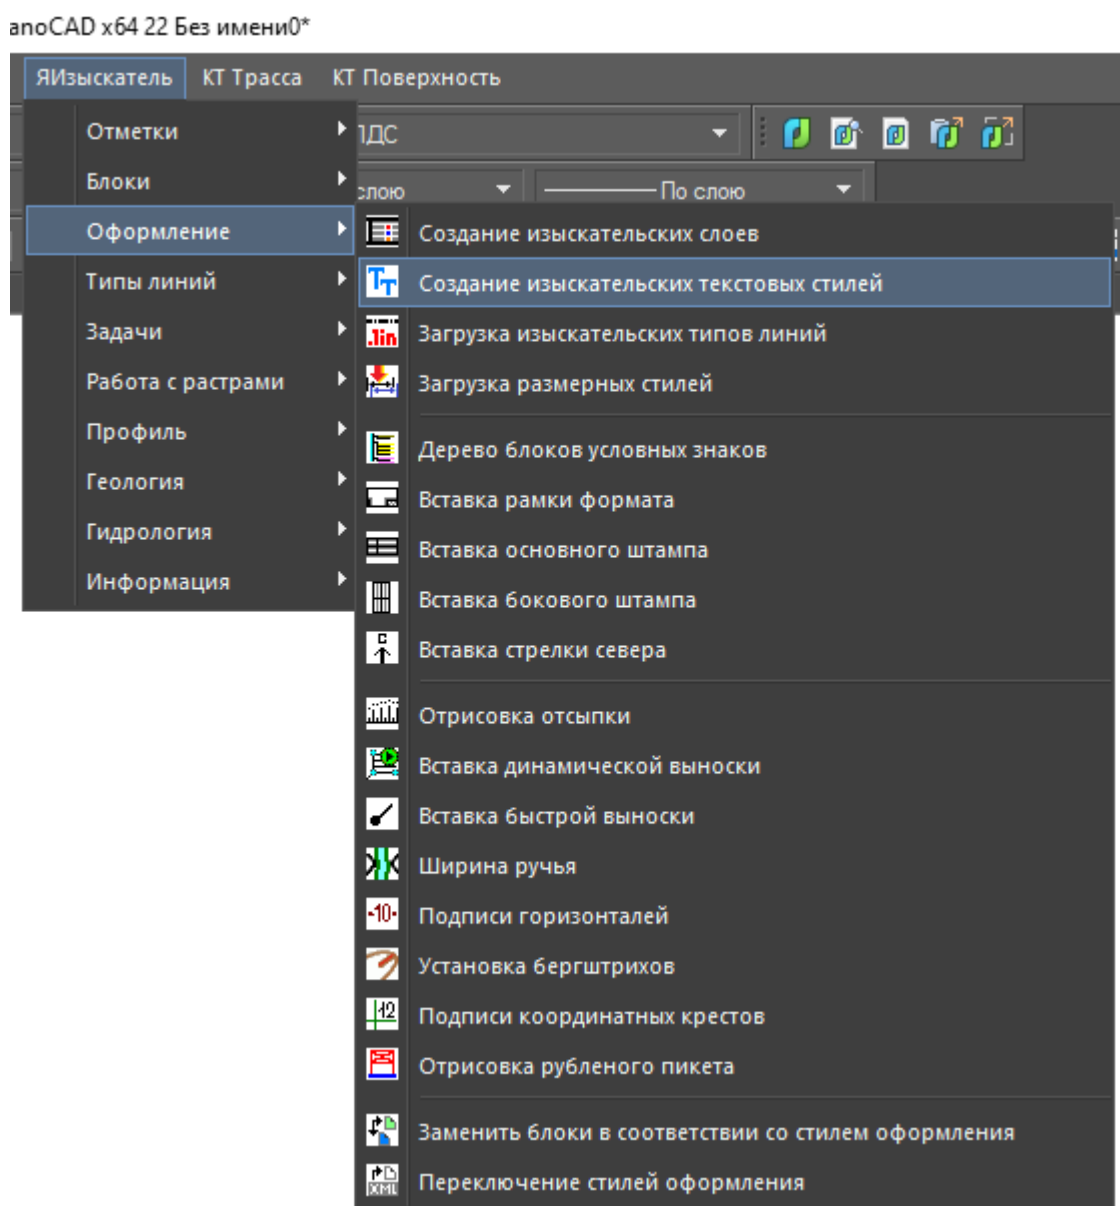 anoCAD x64 22 Без имени0*
ЯИзыскатель КТ Трасса КТ Поверхность
Отметки
ПДС
Блоки
слою
По слою
Оформление
Создание изыскательских слоев
Типы линий
Создание изыскательских текстовых стилей
Задачи
.lin
Загрузка изыскательских типов линий
Работа с растрами
Загрузка размерных стилей
Профиль
Дерево блоков условных знаков
Геология
Вставка рамки формата
Гидрология
Вставка основного штампа
Информация
Вставка бокового штампа
С
Вставка стрелки севера
Отрисовка отсыпки
Вставка динамической выноски
Вставка быстрой выноски
Ширина ручья
-10-
Подписи горизонталей
Установка бергштрихов
12
Подписи координатных крестов
Отрисовка рубленого пикета
Заменить блоки в соответствии со стилем оформления
XML
Переключение стилей оформления